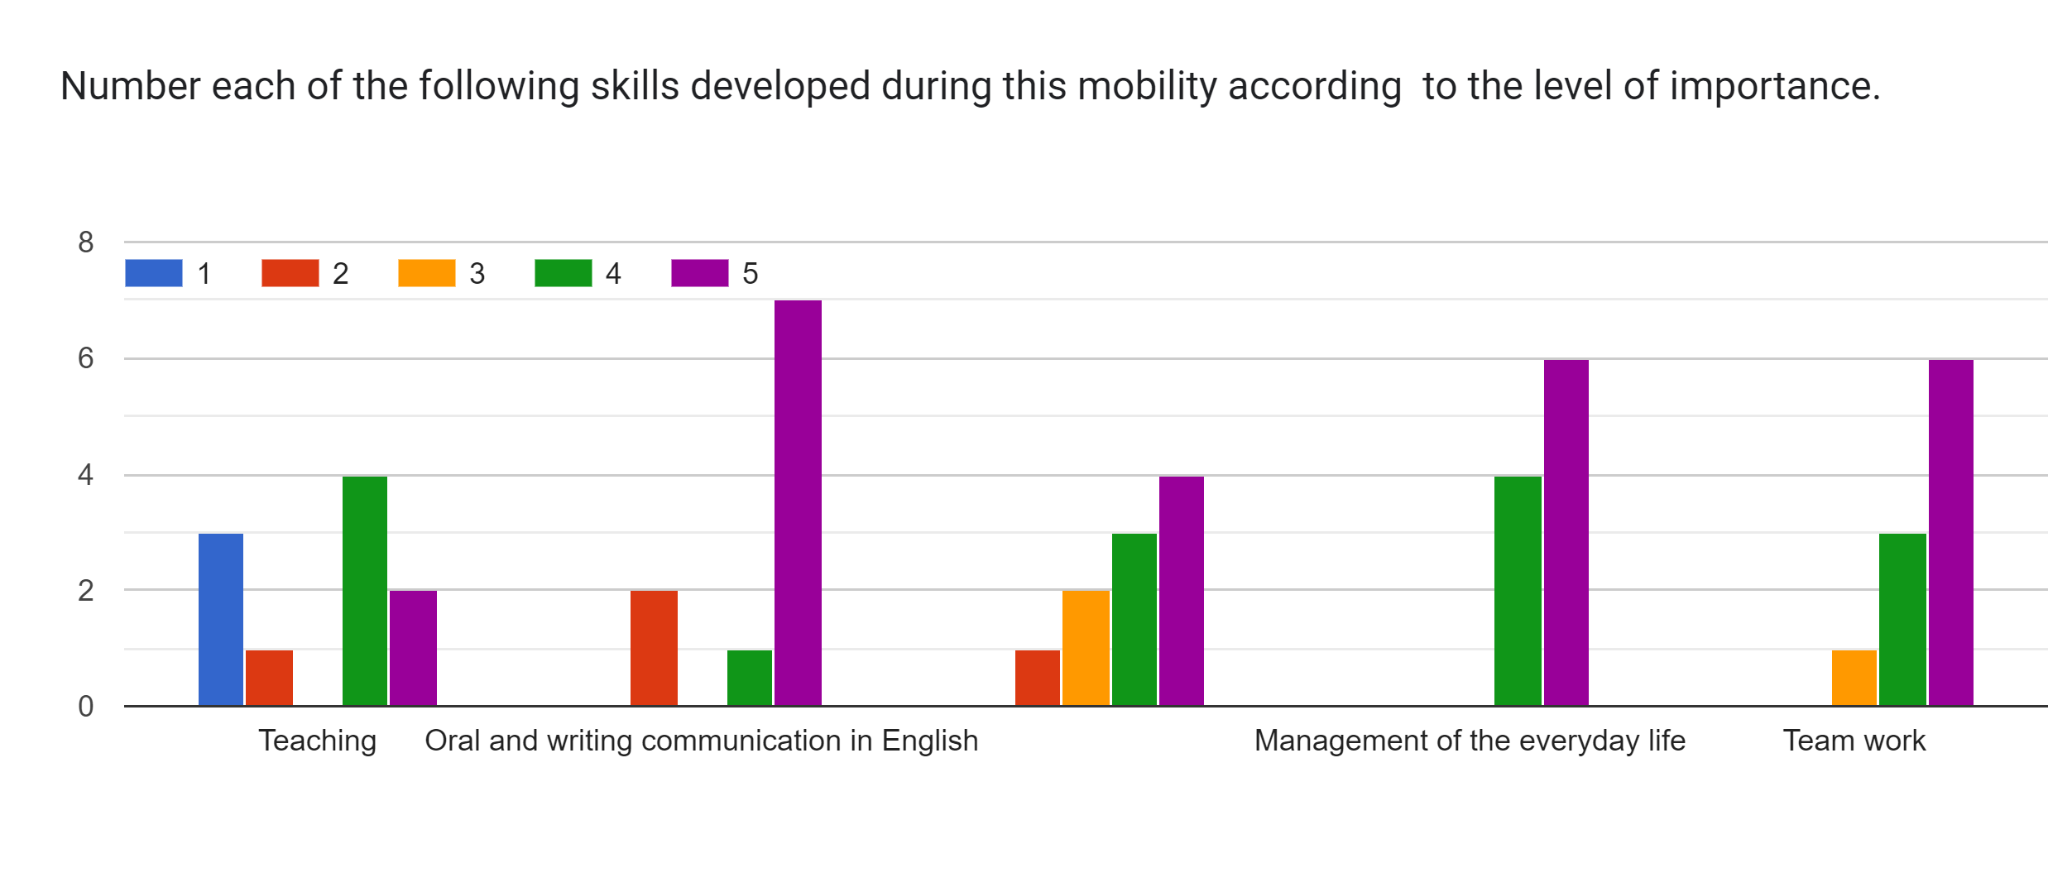 Number each of the following skills developed during this mobility according  to the level of importance.
8
1 2 3 4 5
6
4
2
0
Teaching Oral and writing communication in English Management of the everyday life Team work